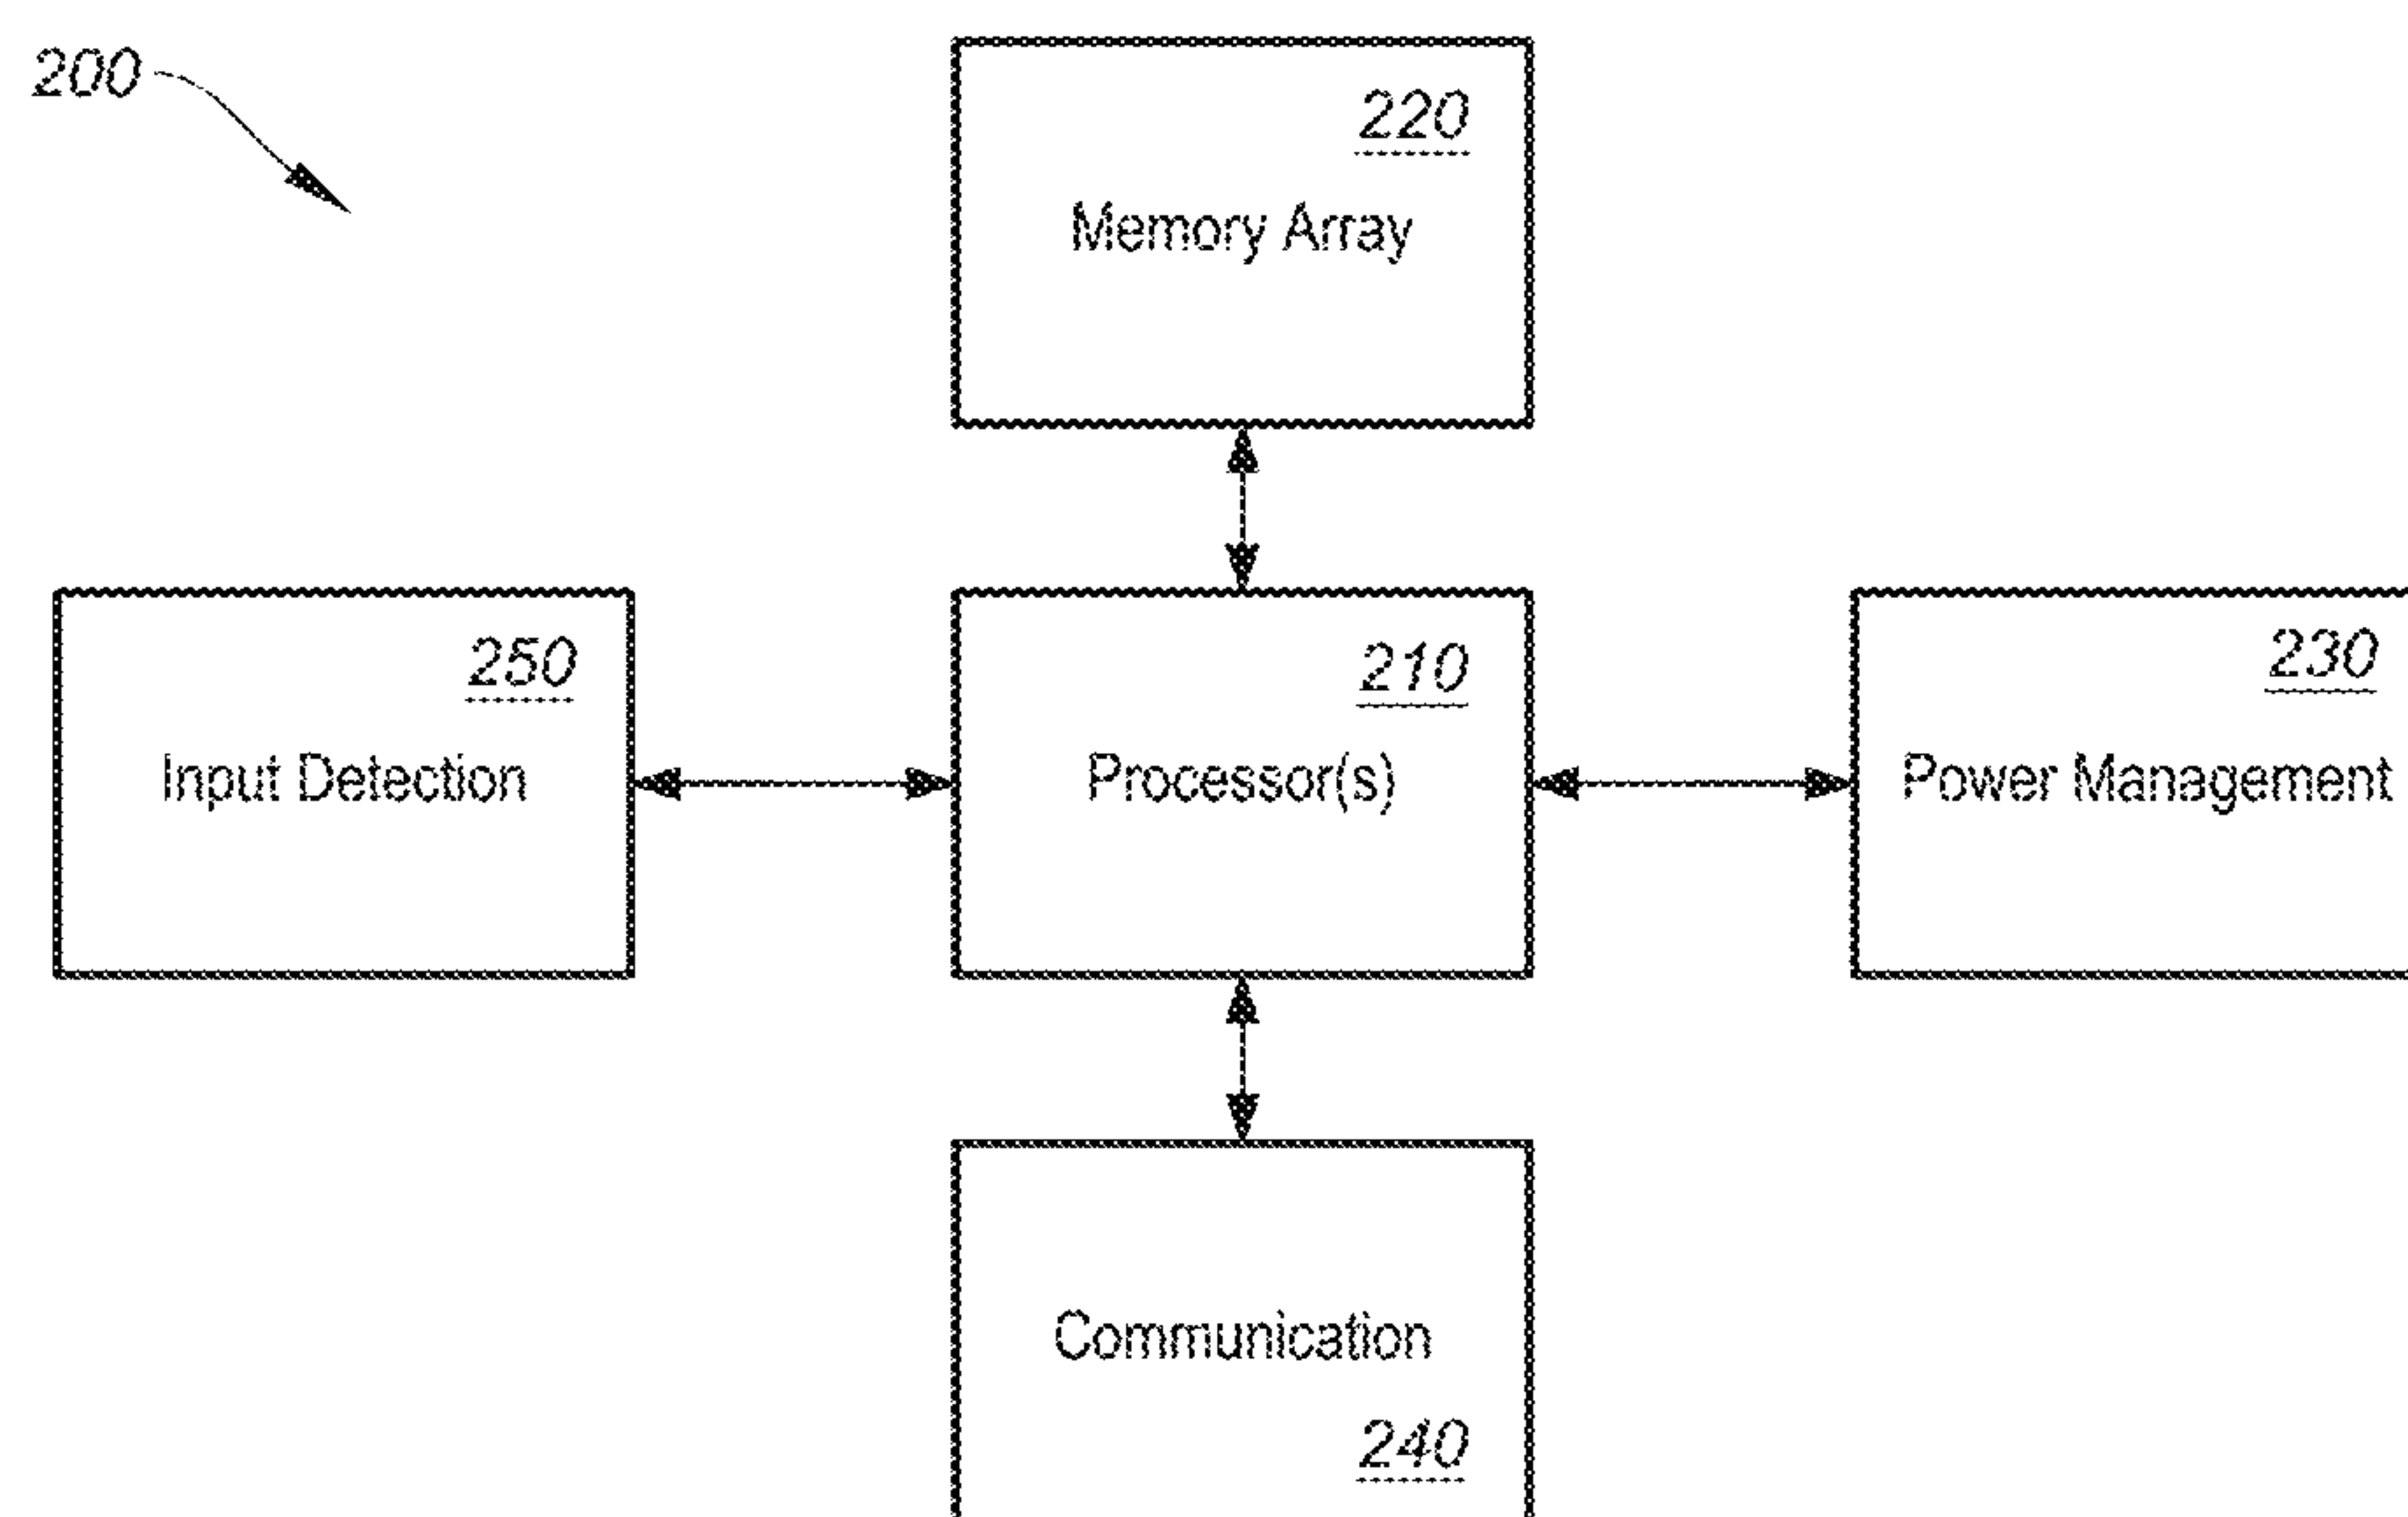 200
220
Memory Array
250
Input Detection
210
Processor(s)
230
Power Management
Communication
240